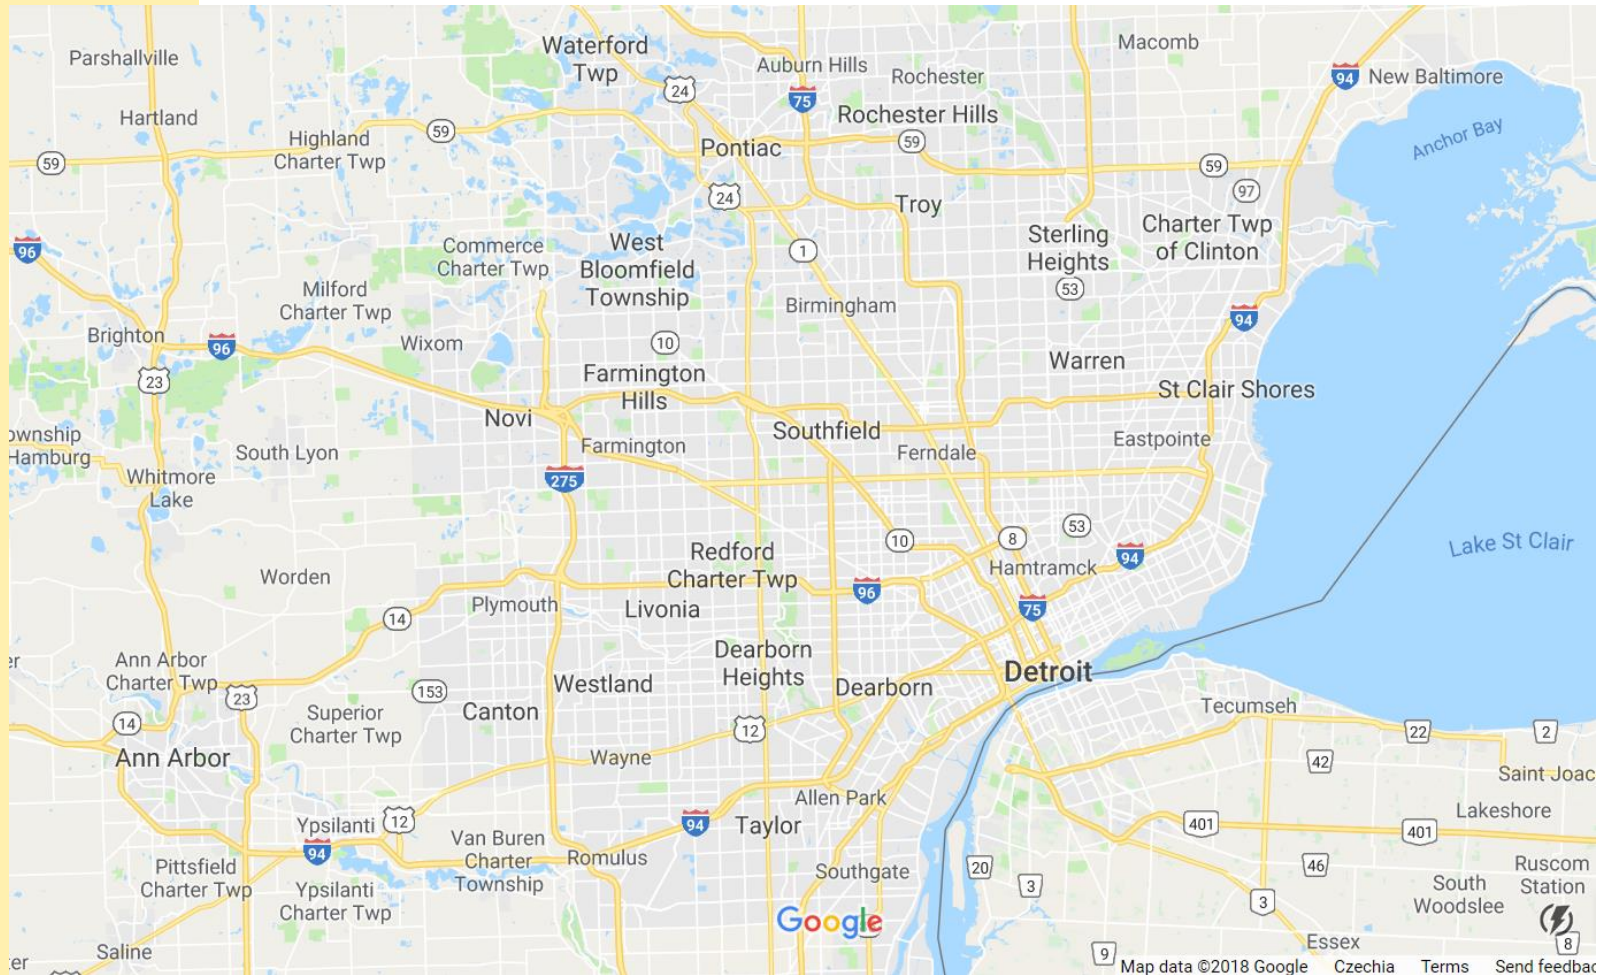 Parshallville
Waterford
Twp
Macomb
Auburn Hills
Rochester
94
New Baltimore
24
75
Hartland
Rochester Hills
59
Highland
Charter Twp
Anchor Bay
59
Pontiac
59
59
97
24
Troy
Charter Twp
of Clinton
Sterling
Heights
96
Commerce
Charter Twp
West
Bloomfield
Township
1
53
Milford
Charter Twp
Birmingham
94
Brighton
96
Wixom
10
Warren
23
Farmington
Hills
St Clair Shores
Novi
Southfield
ownship
Hamburg
South Lyon
Farmington
Ferndale
Eastpointe
Whitmore
Lake
275
10
8
53
Lake St Clair
Redford
Charter Twp
94
Hamtramck
Worden
96
Plymouth
Livonia
75
14
Dearborn
Heights
er
Ann Arbor
Charter Twp
Detroit
Westland
Dearborn
23
153
Tecumseh
Canton
Superior
Charter Twp
14
12
22
2
Ann Arbor
Wayne
42
Saint Joac
Allen Park
Lakeshore
Ypsilanti
12
94
Taylor
401
401
94
Van Buren
Charter
Township
Romulus
Pittsfield
Charter Twp
Southgate
20
3
46
Ruscom
Station
Ypsilanti
Charter Twp
South
Woodslee
3
Google
Saline
Essex
9
8
ter
Map data ©2018 Google Czechia Terms Send feedbac